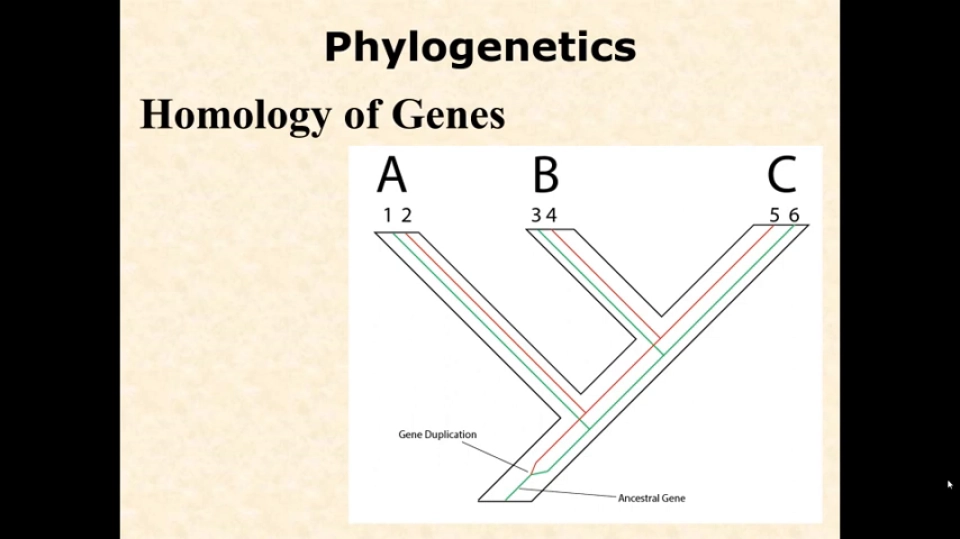 Phylogenetics
Homology of Genes
A B C
1 2 3 4 5 6
Gene Duplication
Ancestral Gene